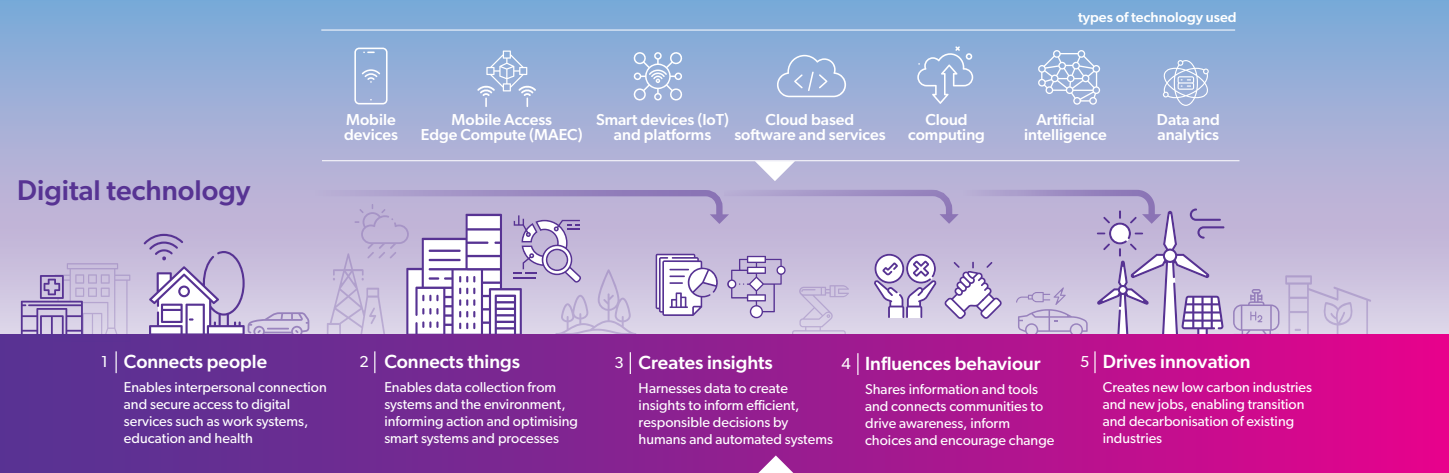 types of technology used
Mobile
devices
Mobile Access
Edge Compute (MAEC)
Smart devices (IoT)
and platforms
Cloud based
software and services
Cloud
computing
Artificial
intelligence
Data and
analytics
Digital technology
H2
1 | Connects people
Enables interpersonal connection
and secure access to digital
services such as work systems,
education and health
2 | Connects things
Enables data collection from
systems and the environment,
informing action and optimising
smart systems and processes
3 | Creates insights
Harnesses data to create
insights to inform efficient,
responsible decisions by
humans and automated systems
4 | Influences behaviour
Shares information and tools
and connects communities to
drive awareness, inform
choices and encourage change
5 | Drives innovation
Creates new low carbon industries
and new jobs, enabling transition
and decarbonisation of existing
industries